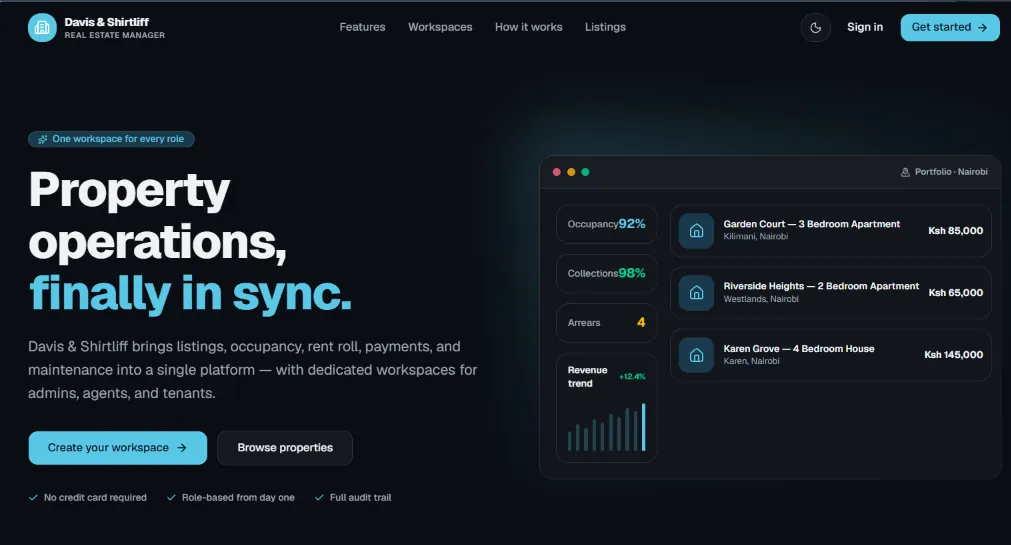 Davis & Shirtliff
REAL ESTATE MANAGER
Features
Workspaces
How it works
Listings
Sign in
Get started →
One workspace for every role
Property
operations,
finally in sync.
Davis & Shirtliff brings listings, occupancy, rent roll, payments, and
maintenance into a single platform — with dedicated workspaces for
admins, agents, and tenants.
Create your workspace →
Browse properties
No credit card required
Role-based from day one
Full audit trail
Portfolio · Nairobi
Occupancy 92%
Collections 98%
Arrears 4
Revenue
trend
+12.4%
Garden Court — 3 Bedroom Apartment
Kilimani, Nairobi
Ksh 85,000
Riverside Heights — 2 Bedroom Apartment
Westlands, Nairobi
Ksh 65,000
Karen Grove — 4 Bedroom House
Karen, Nairobi
Ksh 145,000